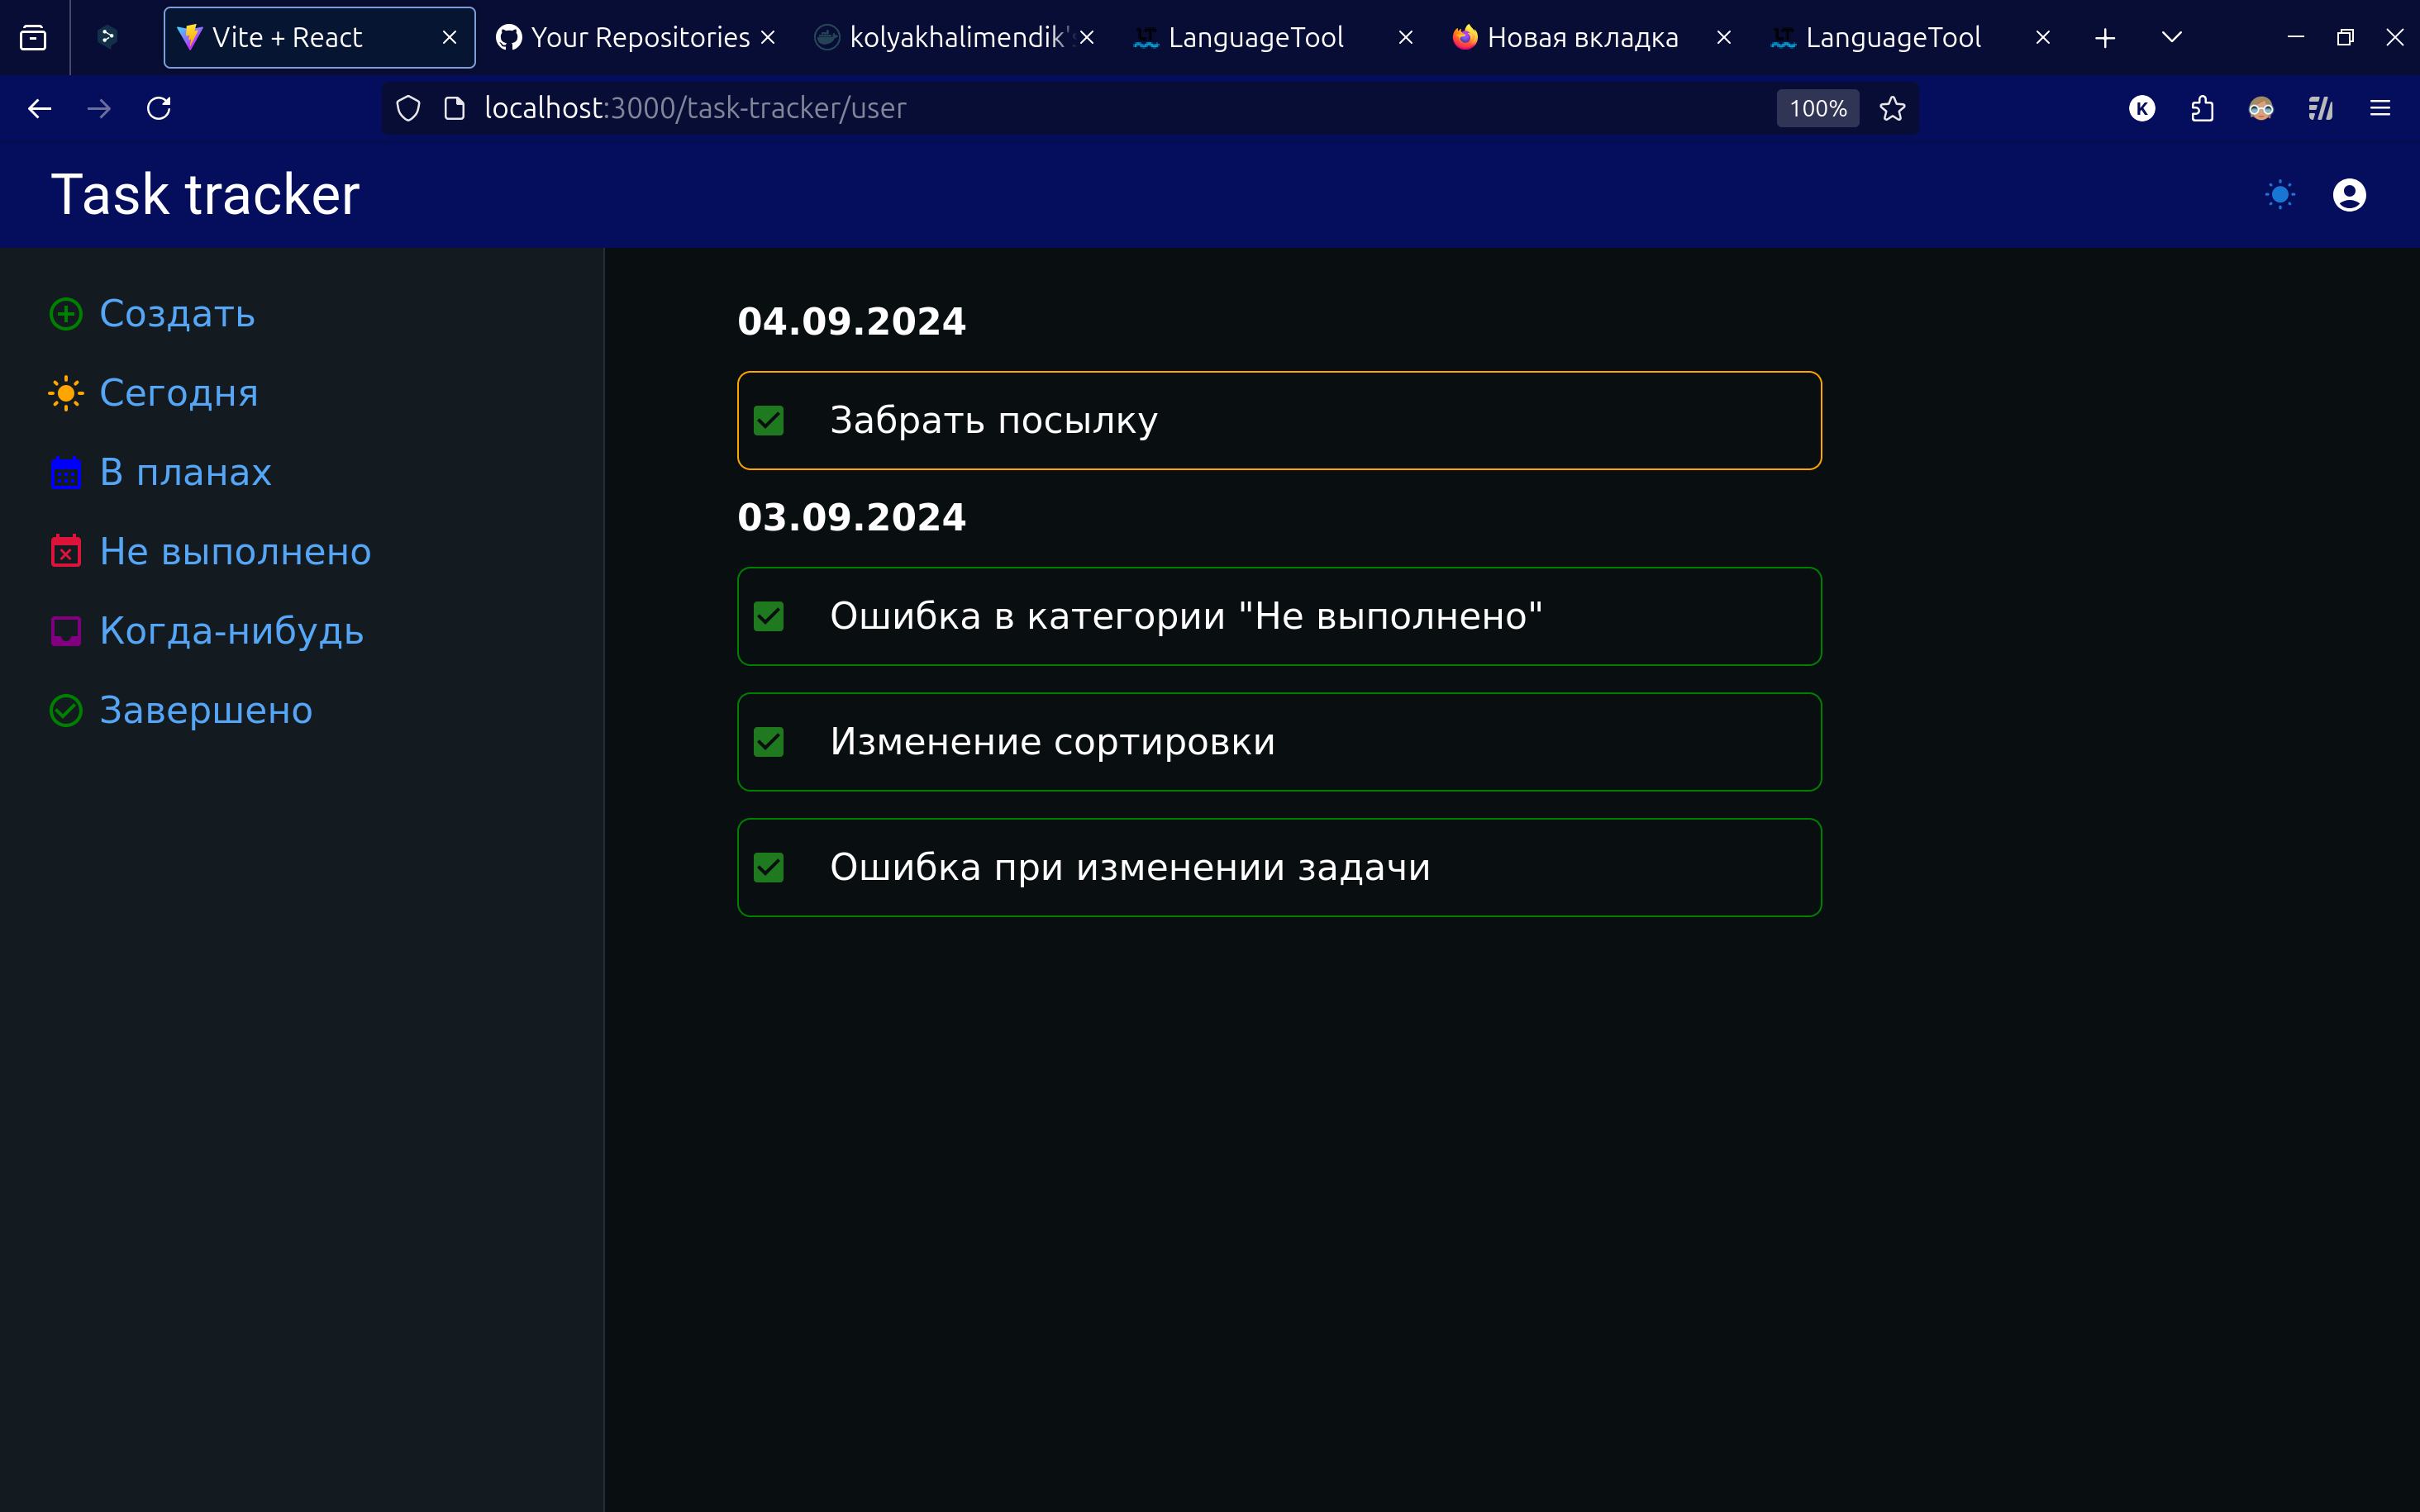 Vite + React
Your Repositories
kolyakhalimendik's
LanguageTool
Новая вкладка
LanguageTool
localhost:3000/task-tracker/user
100%
K
Task tracker
Создать
Сегодня
В планах
Не выполнено
Когда-нибудь
Завершено
04.09.2024
Забрать посылку
03.09.2024
Ошибка в категории "Не выполнено"
Изменение сортировки
Ошибка при изменении задачи